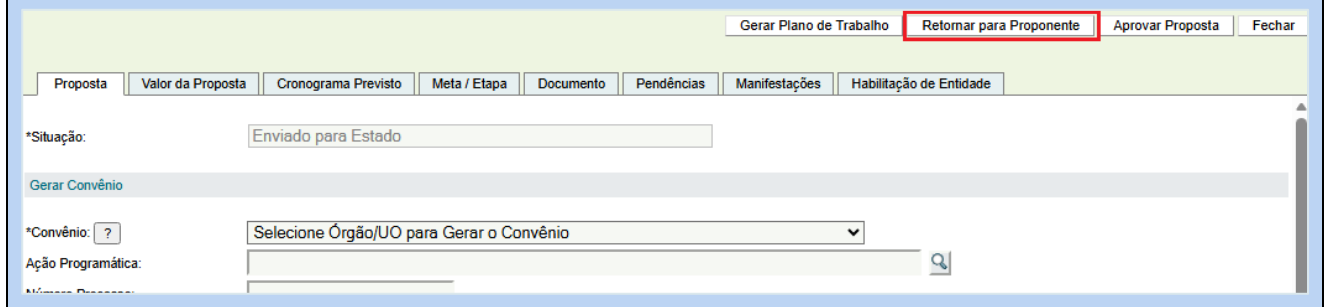 Gerar Plano de Trabalho Retornar para Proponente Aprovar Proposta Fechar
Proposta Valor da Proposta Cronograma Previsto Meta / Etapa Documento Pendências Manifestações Habilitação de Entidade
*Situação: Enviado para Estado
Gerar Convênio
*Convênio: ? Selecione Órgão/UO para Gerar o Convênio
Ação Programática: